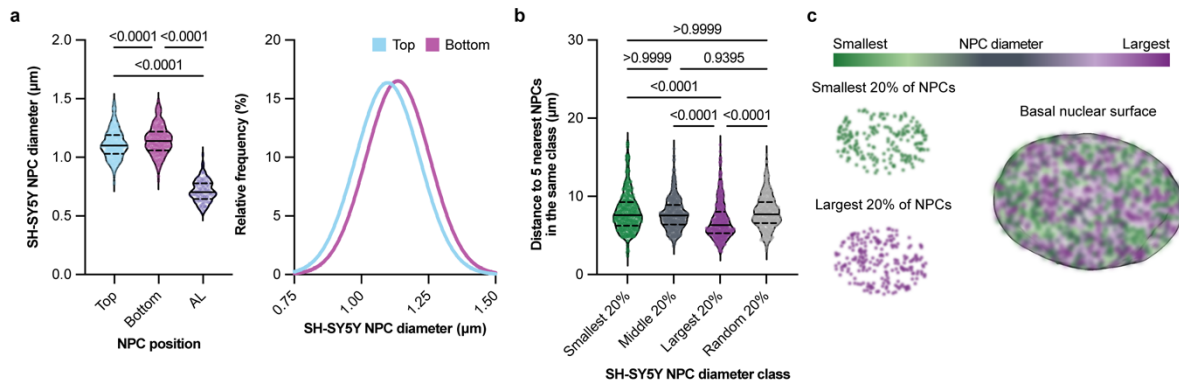 a
<0.0001 <0.0001
<0.0001
SH-SY5Y NPC diameter (µm)
2.0
1.5
1.0
0.5
0.0
Top
Bottom
AL
NPC position
Top
Bottom
Relative frequency (%)
20
15
10
5
0
0.75
1.00
1.25
1.50
SH-SY5Y NPC diameter (µm)
b
>0.9999
>0.9999 0.9395
<0.0001
<0.0001 <0.0001
Distance to 5 nearest NPCs
in the same class (µm)
30
20
10
0
Smallest 20%
Middle 20%
Largest 20%
Random 20%
SH-SY5Y NPC diameter class
c
Smallest NPC diameter Largest
Smallest 20% of NPCs
Basal nuclear surface
Largest 20% of NPCs